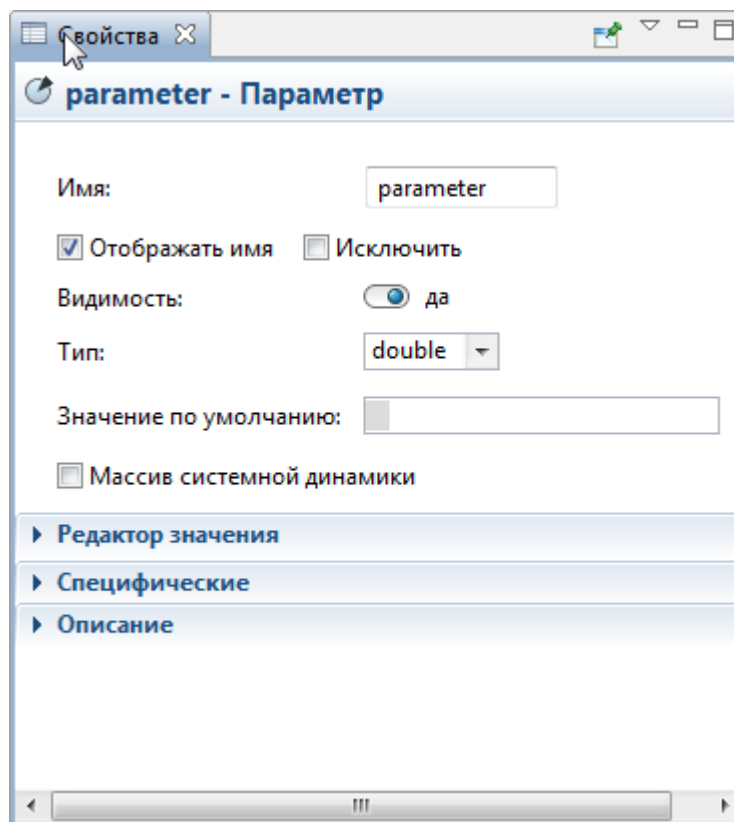 Свойства
parameter - Параметр
Имя: parameter
Отображать имя Исключить
Видимость: да
Тип: double
Значение по умолчанию:
Массив системной динамики
Редактор значения
Специфические
Описание